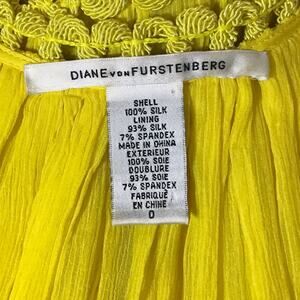 DIANE VON FURSTENBERG
SHELL
100% SILK
LINING
93% SILK
7% SPANDEX
MADE IN CHINA
EXTERIEUR
100% SOIE
DOUBLURE
93% SOIE
7% SPANDEX
FABRIQUÉ
EN CHINE
0